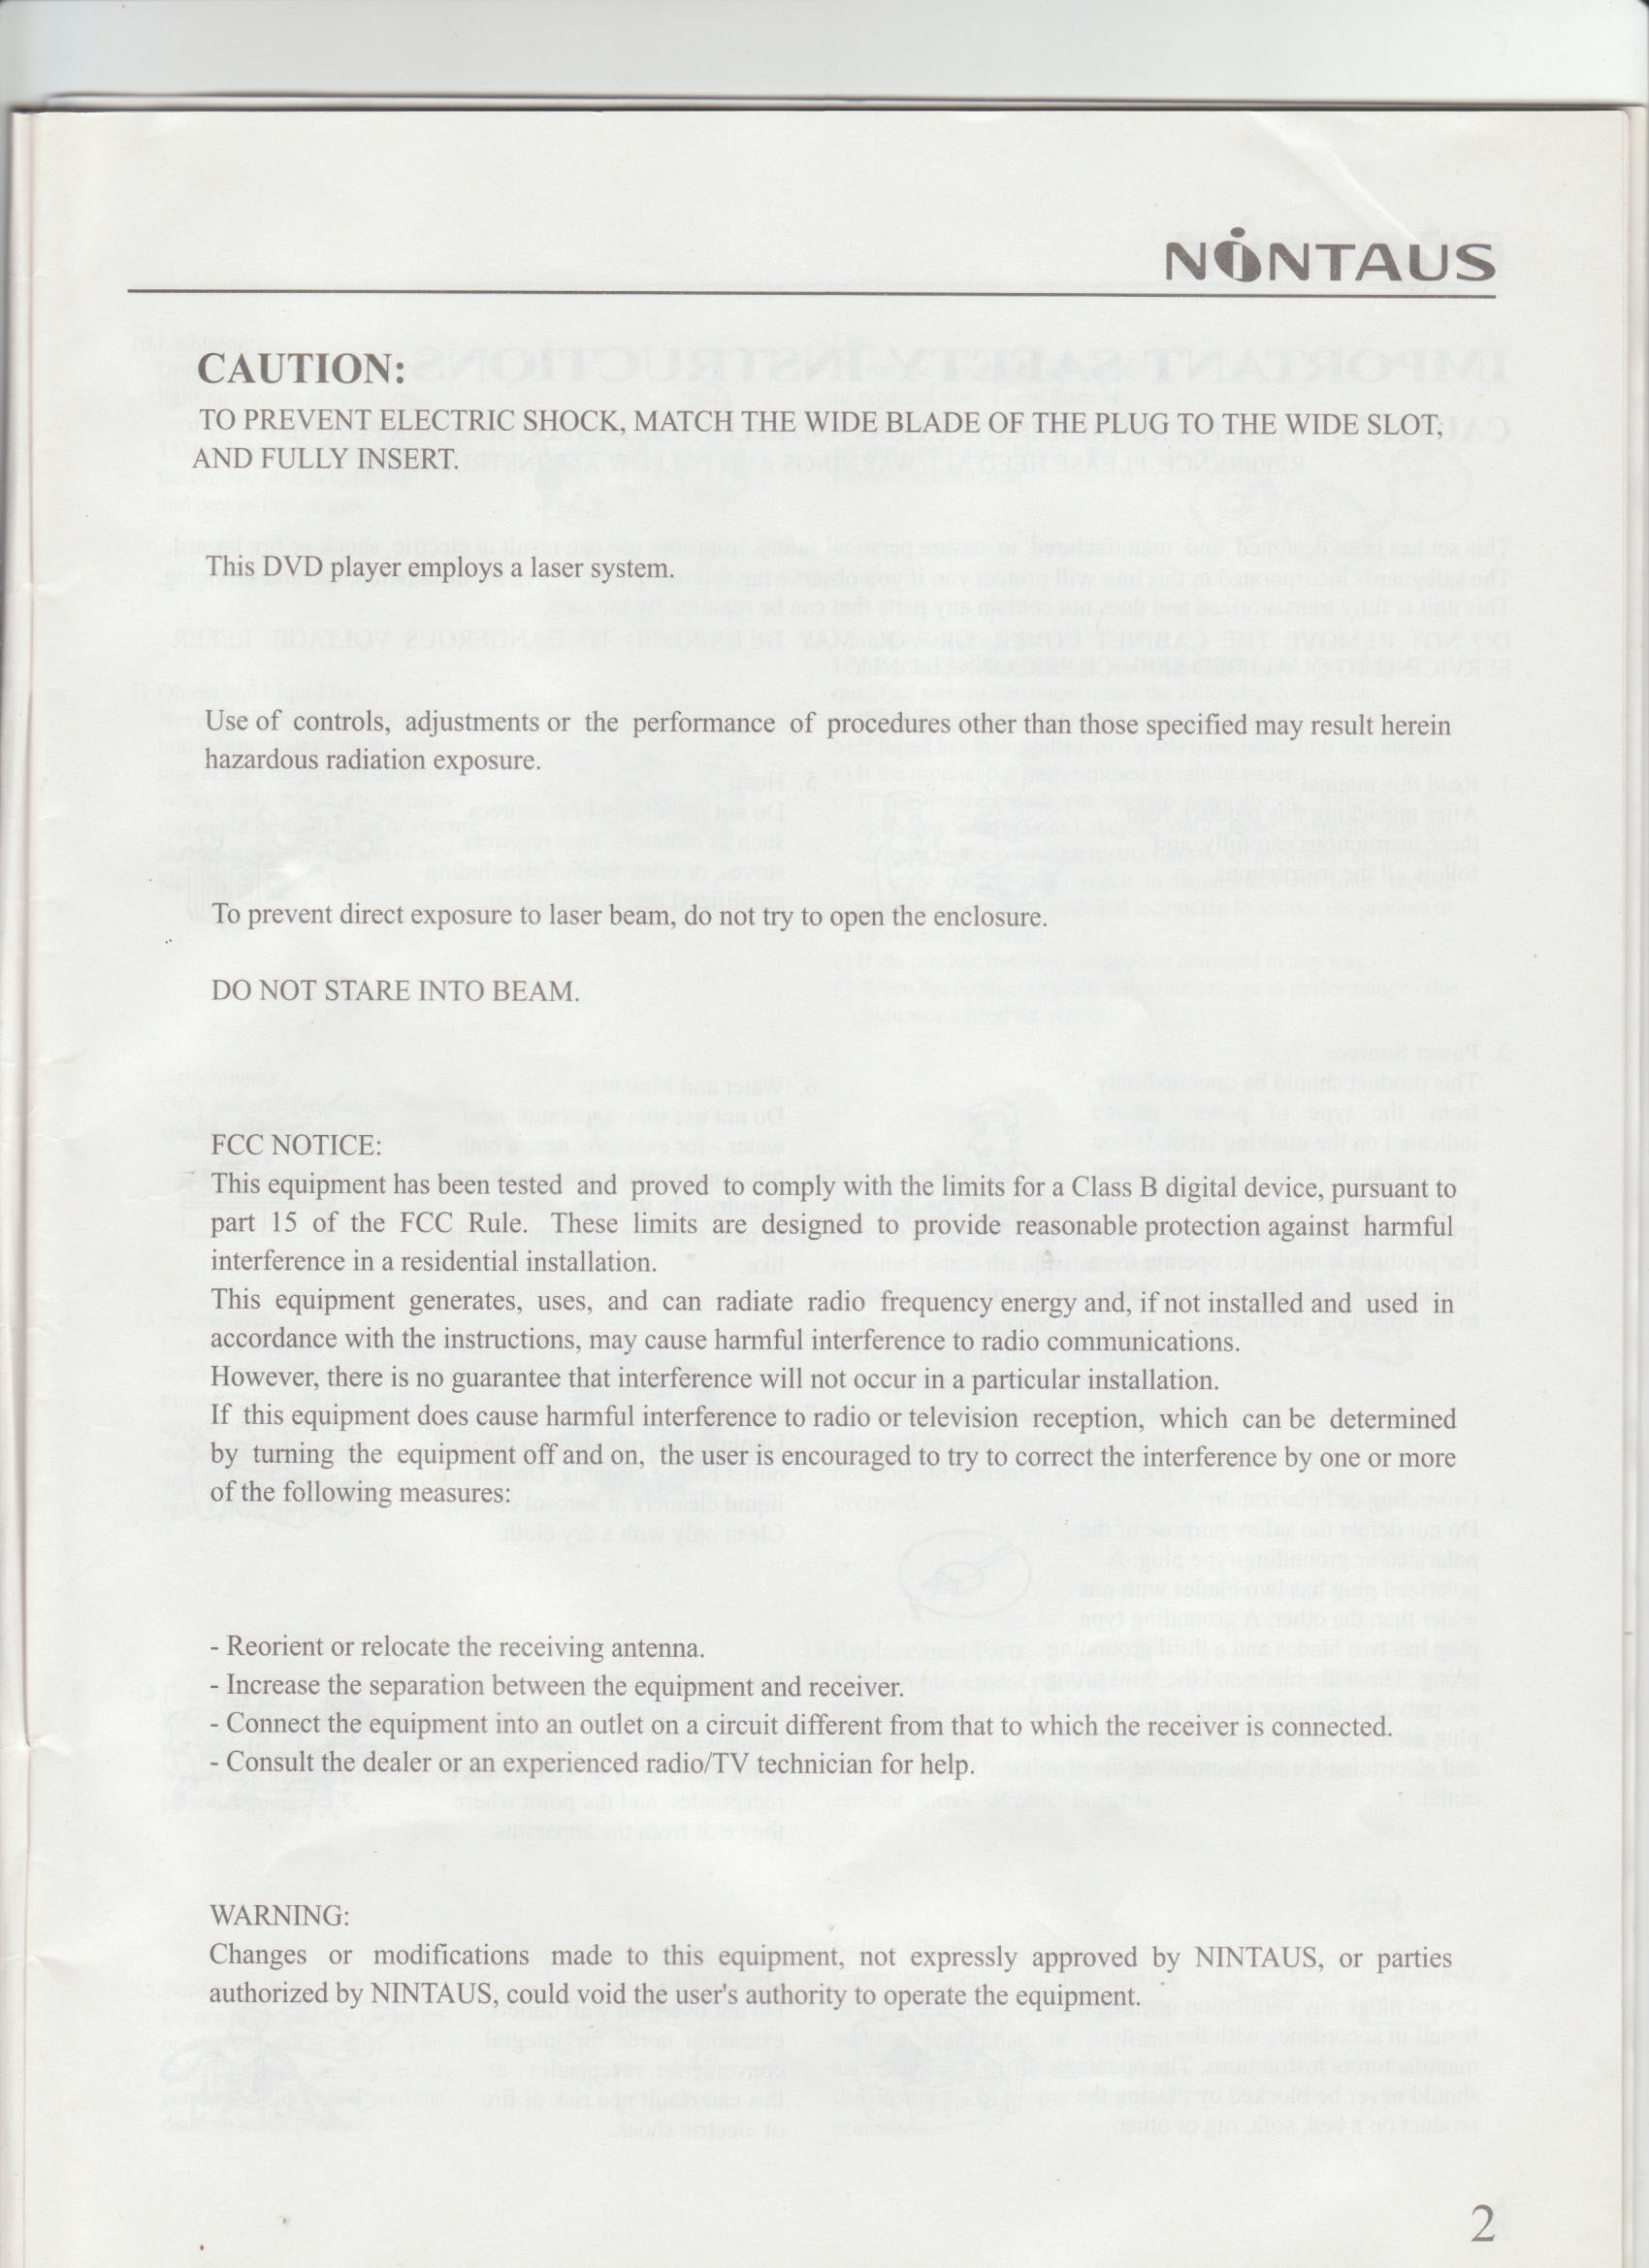 NINTAUS
CAUTION:
TO PREVENT ELECTRIC SHOCK, MATCH THE WIDE BLADE OF THE PLUG TO THE WIDE SLOT,
AND FULLY INSERT.
This DVD player employs a laser system.
Use of controls, adjustments or the performance of procedures other than those specified may result herein
hazardous radiation exposure.
To prevent direct exposure to laser beam, do not try to open the enclosure.
DO NOT STARE INTO BEAM.
FCC NOTICE:
This equipment has been tested and proved to comply with the limits for a Class B digital device, pursuant to
part 15 of the FCC Rule. These limits are designed to provide reasonable protection against harmful
interference in a residential installation.
This equipment generates, uses, and can radiate radio frequency energy and, if not installed and used in
accordance with the instructions, may cause harmful interference to radio communications.
However, there is no guarantee that interference will not occur in a particular installation.
If this equipment does cause harmful interference to radio or television reception, which can be determined
by turning the equipment off and on, the user is encouraged to try to correct the interference by one or more
of the following measures:
- Reorient or relocate the receiving antenna.
- Increase the separation between the equipment and receiver.
- Connect the equipment into an outlet on a circuit different from that to which the receiver is connected.
- Consult the dealer or an experienced radio/TV technician for help.
WARNING:
Changes or modifications made to this equipment, not expressly approved by NINTAUS, or parties
authorized by NINTAUS, could void the user's authority to operate the equipment.
2